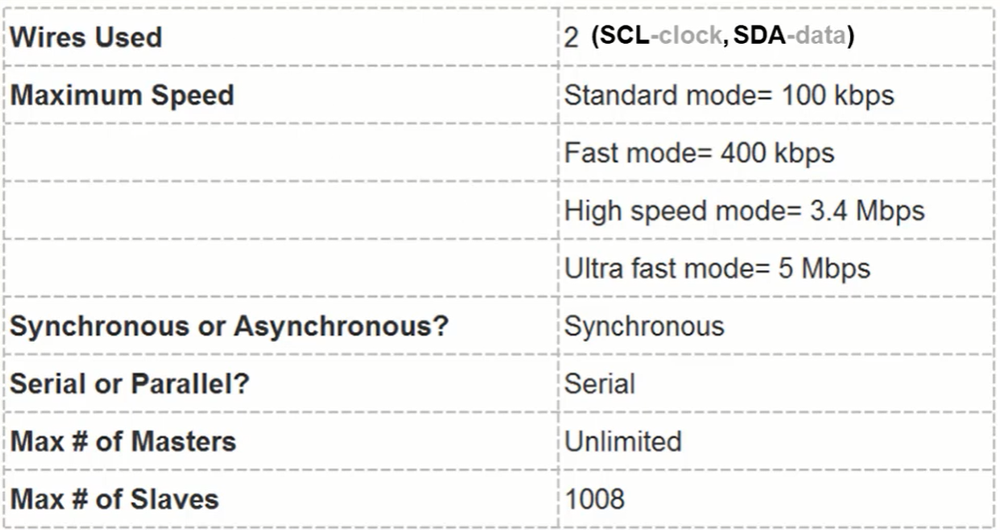 Wires Used 2 (SCL-clock, SDA-data)
Maximum Speed Standard mode= 100 kbps
Fast mode= 400 kbps
High speed mode= 3.4 Mbps
Ultra fast mode= 5 Mbps
Synchronous or Asynchronous? Synchronous
Serial or Parallel? Serial
Max # of Masters Unlimited
Max # of Slaves 1008